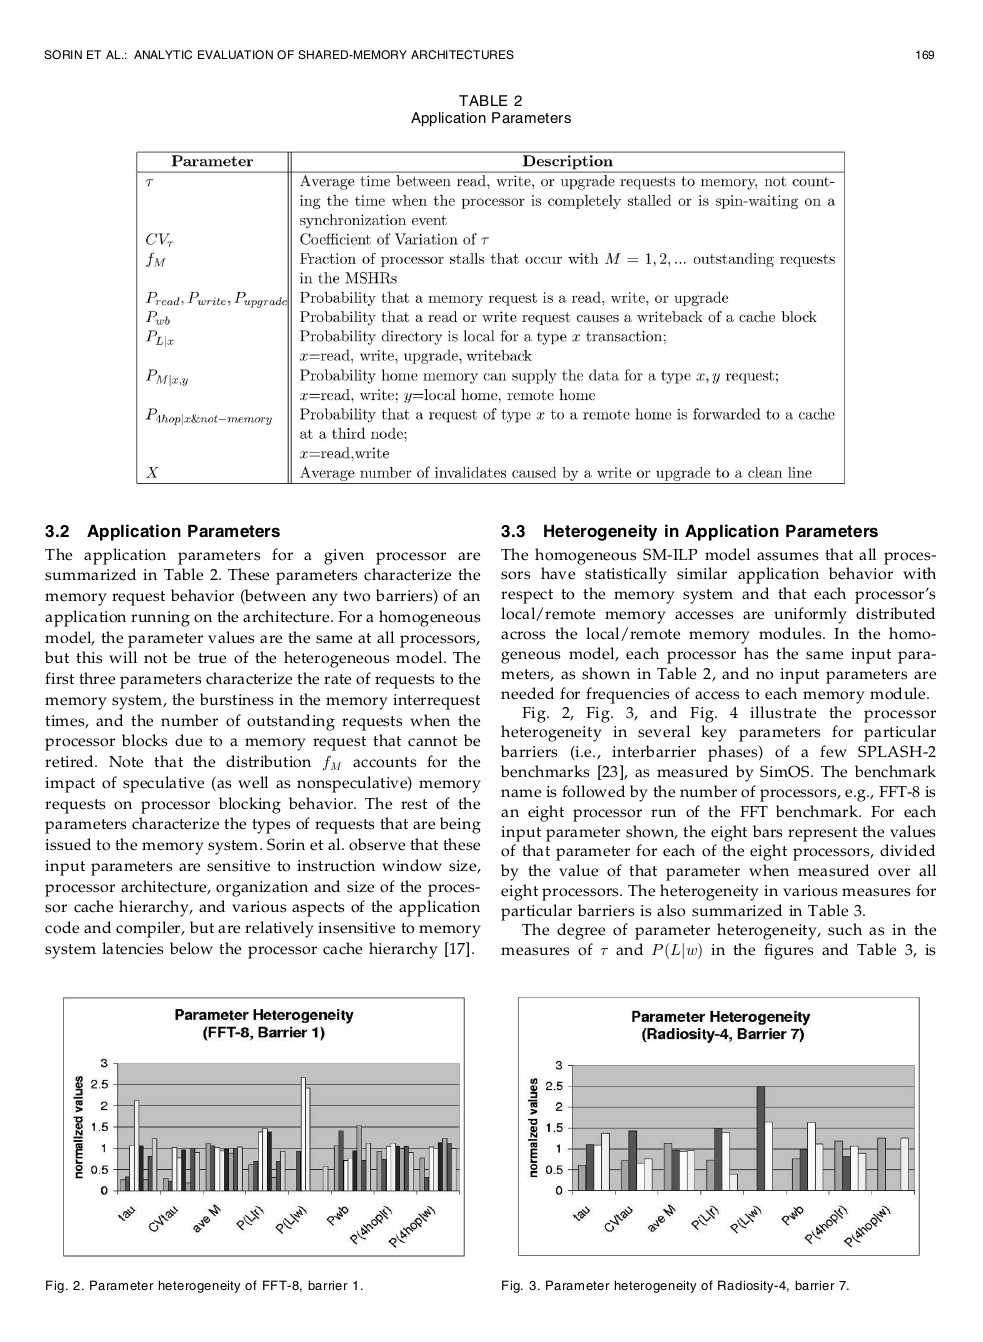 SORIN ET AL.: ANALYTIC EVALUATION OF SHARED-MEMORY ARCHITECTURES 169
TABLE 2
Application Parameters
Parameter Description
τ Average time between read, write, or upgrade requests to memory, not count-
ing the time when the processor is completely stalled or is spin-waiting on a
synchronization event
CVτ Coefficient of Variation of τ
fM Fraction of processor stalls that occur with M = 1, 2, ... outstanding requests
in the MSHRs
Pread, Pwrite, Pupgrade Probability that a memory request is a read, write, or upgrade
Pwb Probability that a read or write request causes a writeback of a cache block
PL|x Probability directory is local for a type x transaction;
x=read, write, upgrade, writeback
PM|x,y Probability home memory can supply the data for a type x, y request;
x=read, write; y=local home, remote home
P4hop|x&not−memory Probability that a request of type x to a remote home is forwarded to a cache
at a third node;
x=read,write
X Average number of invalidates caused by a write or upgrade to a clean line
3.2 Application Parameters
The application parameters for a given processor are
summarized in Table 2. These parameters characterize the
memory request behavior (between any two barriers) of an
application running on the architecture. For a homogeneous
model, the parameter values are the same at all processors,
but this will not be true of the heterogeneous model. The
first three parameters characterize the rate of requests to the
memory system, the burstiness in the memory interrequest
times, and the number of outstanding requests when the
processor blocks due to a memory request that cannot be
retired. Note that the distribution fM accounts for the
impact of speculative (as well as nonspeculative) memory
requests on processor blocking behavior. The rest of the
parameters characterize the types of requests that are being
issued to the memory system. Sorin et al. observe that these
input parameters are sensitive to instruction window size,
processor architecture, organization and size of the proces-
sor cache hierarchy, and various aspects of the application
code and compiler, but are relatively insensitive to memory
system latencies below the processor cache hierarchy [17].
3.3 Heterogeneity in Application Parameters
The homogeneous SM-ILP model assumes that all proces-
sors have statistically similar application behavior with
respect to the memory system and that each processor's
local/remote memory accesses are uniformly distributed
across the local/remote memory modules. In the homo-
geneous model, each processor has the same input para-
meters, as shown in Table 2, and no input parameters are
needed for frequencies of access to each memory module.
Fig. 2, Fig. 3, and Fig. 4 illustrate the processor
heterogeneity in several key parameters for particular
barriers (i.e., interbarrier phases) of a few SPLASH-2
benchmarks [23], as measured by SimOS. The benchmark
name is followed by the number of processors, e.g., FFT-8 is
an eight processor run of the FFT benchmark. For each
input parameter shown, the eight bars represent the values
of that parameter for each of the eight processors, divided
by the value of that parameter when measured over all
eight processors. The heterogeneity in various measures for
particular barriers is also summarized in Table 3.
The degree of parameter heterogeneity, such as in the
measures of τ and P(L|w) in the figures and Table 3, is
Parameter Heterogeneity
(FFT-8, Barrier 1)
normalized values
3
2.5
2
1.5
1
0.5
0
tau CVtau ave M P(L|r) P(L|w) Pwb P(4hop|r) P(4hop|w)
Fig. 2. Parameter heterogeneity of FFT-8, barrier 1.
Parameter Heterogeneity
(Radiosity-4, Barrier 7)
normalzed values
3
2.5
2
1.5
1
0.5
0
tau CVtau ave M P(L|r) P(L|w) Pwb P(4hop|r) P(4hop|w)
Fig. 3. Parameter heterogeneity of Radiosity-4, barrier 7.